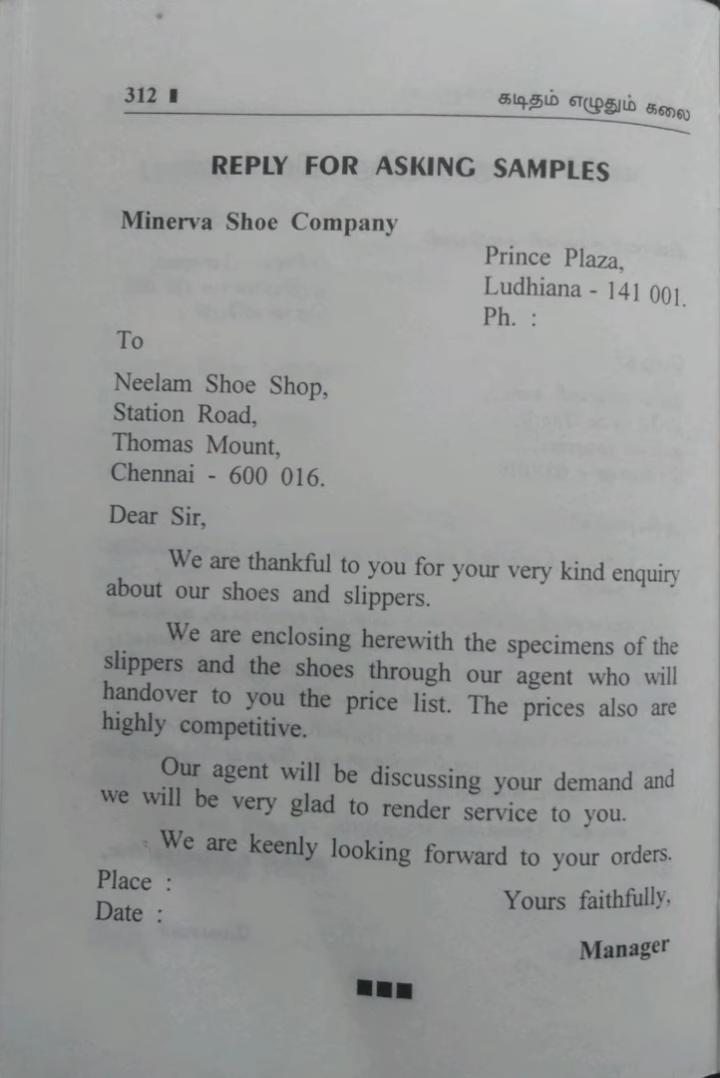 312 ▮ கடிதம் எழுதும் கலை
REPLY FOR ASKING SAMPLES
Minerva Shoe Company
Prince Plaza,
Ludhiana - 141 001.
Ph. :
To
Neelam Shoe Shop,
Station Road,
Thomas Mount,
Chennai - 600 016.
Dear Sir,
We are thankful to you for your very kind enquiry
about our shoes and slippers.
We are enclosing herewith the specimens of the
slippers and the shoes through our agent who will
handover to you the price list. The prices also are
highly competitive.
Our agent will be discussing your demand and
we will be very glad to render service to you.
We are keenly looking forward to your orders.
Place :
Yours faithfully,
Date :
Manager